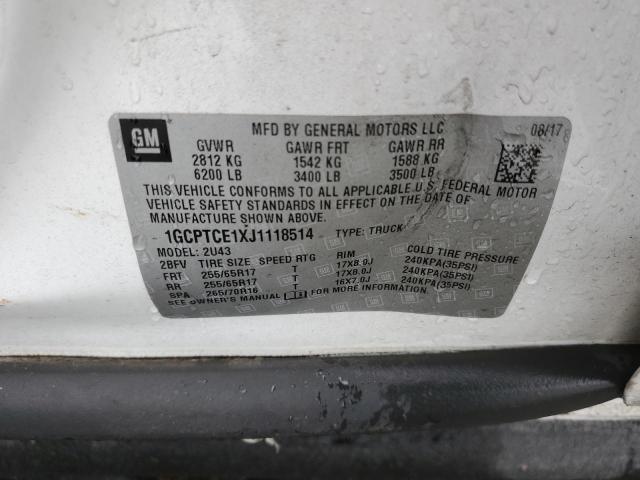 GM
MFD BY GENERAL MOTORS LLC 08/17
GVWR GAWR FRT GAWR RR
2812 KG 1542 KG 1588 KG
6200 LB 3400 LB 3500 LB
THIS VEHICLE CONFORMS TO ALL APPLICABLE U.S. FEDERAL MOTOR
VEHICLE SAFETY STANDARDS IN EFFECT ON THE DATE OF
MANUFACTURE SHOWN ABOVE.
1GCPTCE1XJ1118514 TYPE: TRUCK
MODEL: 2U43
2BFV TIRE SIZE SPEED RTG RIM COLD TIRE PRESSURE
FRT 255/65R17 T 17X8.0J 240KPA(35PSI)
RR 255/65R17 T 17X8.0J 240KPA(35PSI)
SPA 265/70R16 T 16X7.0J 240KPA(35PSI)
SEE OWNER'S MANUAL FOR MORE INFORMATION.